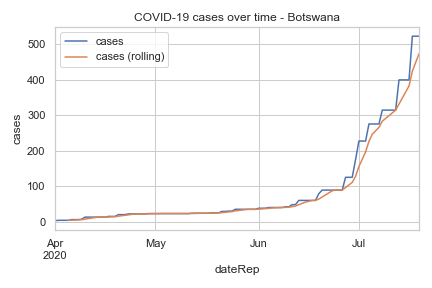 COVID-19 cases over time - Botswana
cases
cases (rolling)
500
400
300
200
100
0
cases
Apr
2020
May
Jun
Jul
dateRep